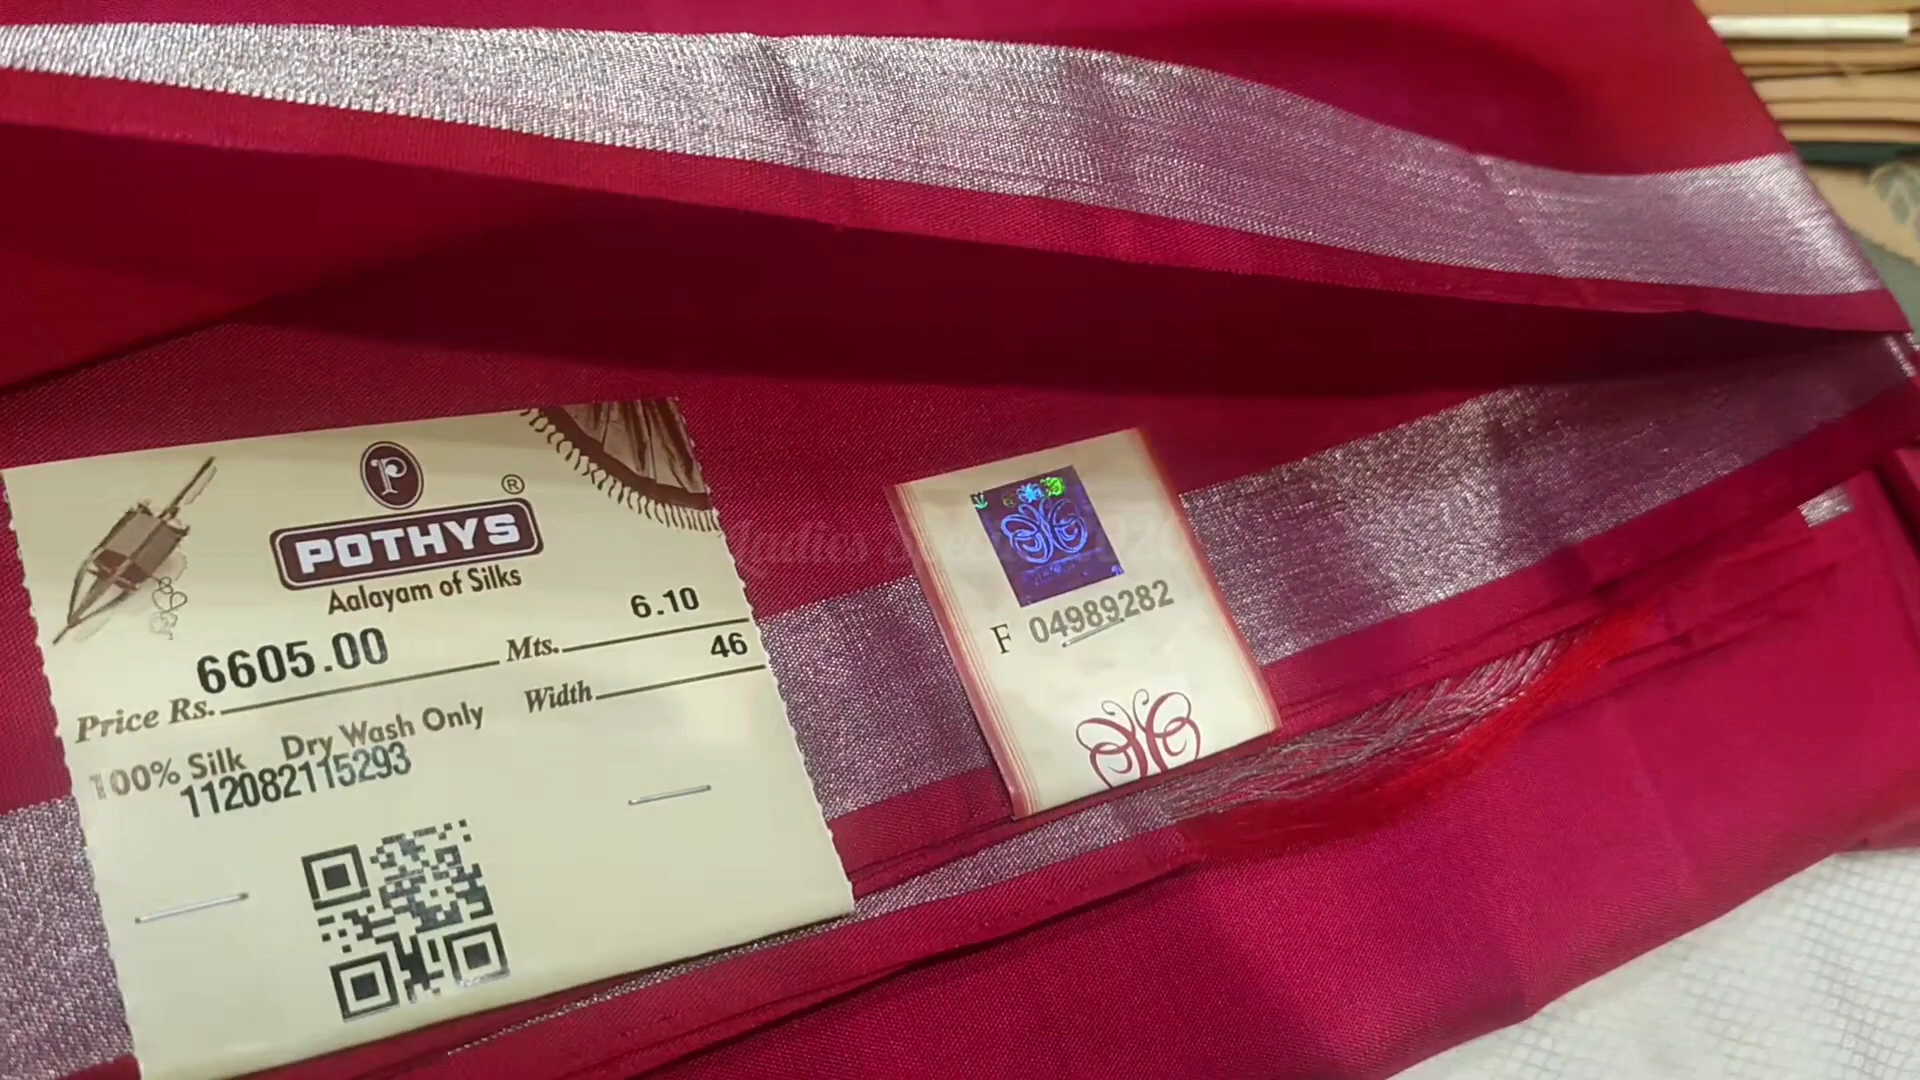 P
POTHYS ®
Aalayam of Silks
Price Rs. 6605.00 Mts. 6.10
Width 46
100% Silk Dry Wash Only
112082115293
F 04989282